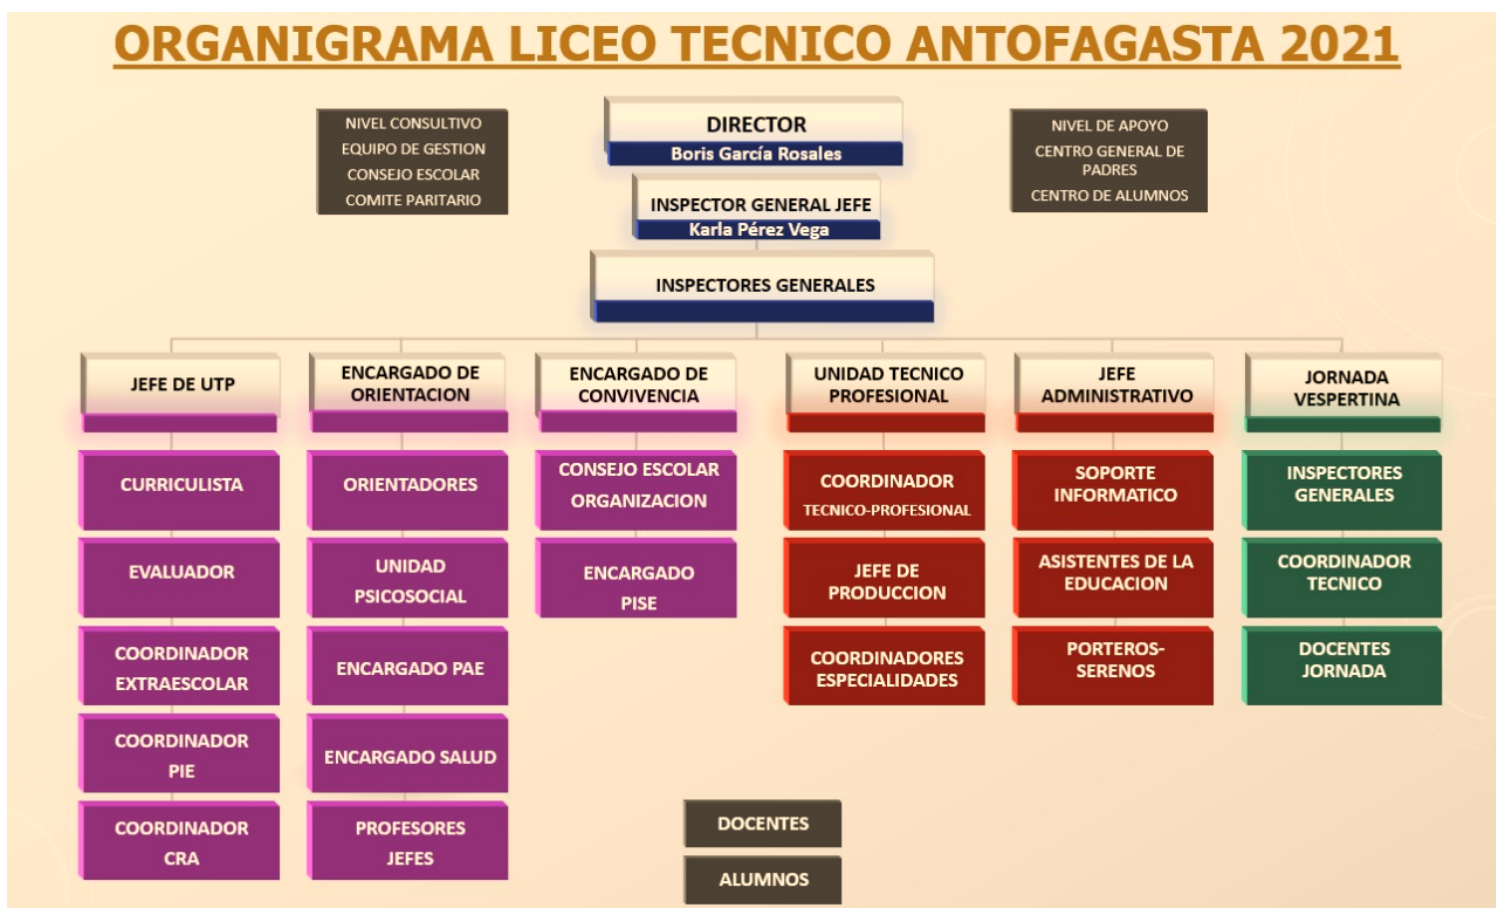 ORGANIGRAMA LICEO TECNICO ANTOFAGASTA 2021
NIVEL CONSULTIVO
EQUIPO DE GESTION
CONSEJO ESCOLAR
COMITE PARITARIO
DIRECTOR
Boris García Rosales
NIVEL DE APOYO
CENTRO GENERAL DE
PADRES
CENTRO DE ALUMNOS
INSPECTOR GENERAL JEFE
Karla Pérez Vega
INSPECTORES GENERALES
JEFE DE UTP
CURRICULISTA
EVALUADOR
COORDINADOR
EXTRAESCOLAR
COORDINADOR
PIE
COORDINADOR
CRA
ENCARGADO DE
ORIENTACION
ORIENTADORES
UNIDAD
PSICOSOCIAL
ENCARGADO PAE
ENCARGADO SALUD
PROFESORES
JEFES
ENCARGADO DE
CONVIVENCIA
CONSEJO ESCOLAR
ORGANIZACION
ENCARGADO
PISE
UNIDAD TECNICO
PROFESIONAL
COORDINADOR
TECNICO-PROFESIONAL
JEFE DE
PRODUCCION
COORDINADORES
ESPECIALIDADES
JEFE
ADMINISTRATIVO
SOPORTE
INFORMATICO
ASISTENTES DE LA
EDUCACION
PORTEROS-
SERENOS
JORNADA
VESPERTINA
INSPECTORES
GENERALES
COORDINADOR
TECNICO
DOCENTES
JORNADA
DOCENTES
ALUMNOS